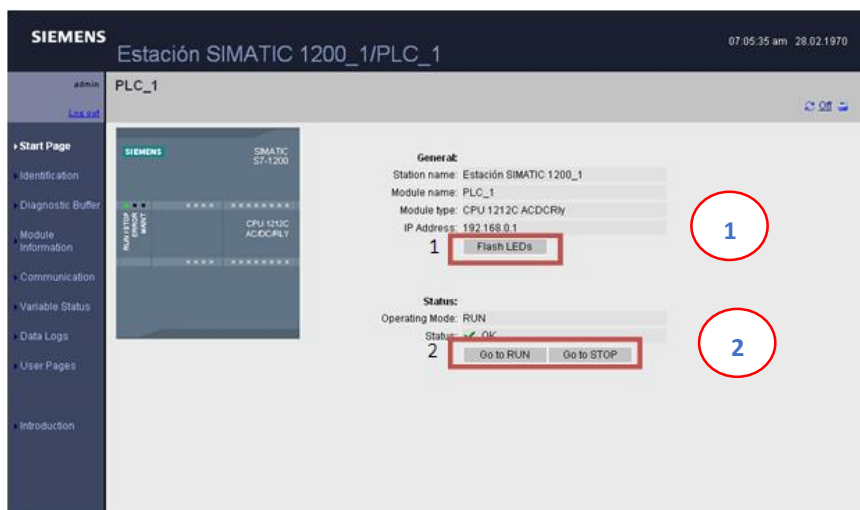 SIEMENS
Estación SIMATIC 1200_1/PLC_1
07:05:35 am 28.02.1970
admin
Log out
PLC_1
Off
Start Page
Identification
Diagnostic Buffer
Module
Information
Communication
Variable Status
Data Logs
User Pages
Introduction
SIEMENS
SIMATIC
S7-1200
RUN / STOP
ERROR
MAINT
CPU 1212C
AC/DC/RLY
General:
Station name: Estación SIMATIC 1200_1
Module name: PLC_1
Module type: CPU 1212C ACDCRly
IP Address: 192.168.0.1
1 Flash LEDs
1
Status:
Operating Mode: RUN
Status: OK
2 Go to RUN Go to STOP
2